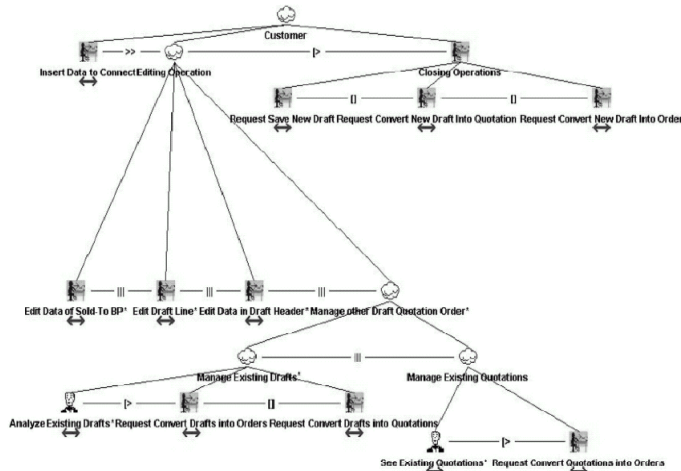 Customer
>> [>
Insert Data to Connect Editing Operation Closing Operations
[] []
Request Save New Draft Request Convert New Draft Into Quotation Request Convert New Draft Into Order
||| ||| |||
Edit Data of Sold-To BP* Edit Draft Line* Edit Data in Draft Header* Manage other Draft Quotation Order*
|||
Manage Existing Drafts* Manage Existing Quotations
[> []
Analyze Existing Drafts* Request Convert Drafts into Orders Request Convert Drafts into Quotations
[>
See Existing Quotations* Request Convert Quotations into Orders